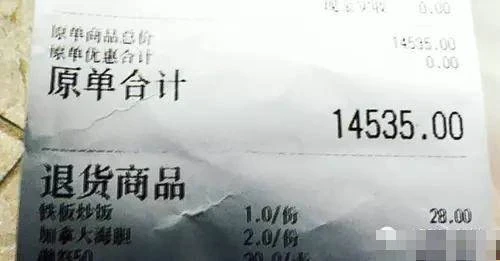 0.00
原单商品总价 14535.00
原单优惠合计 0.00
原单合计
14535.00
退货商品
铁板炒饭 1.0/份 28.00
加拿大海胆 2.0/份